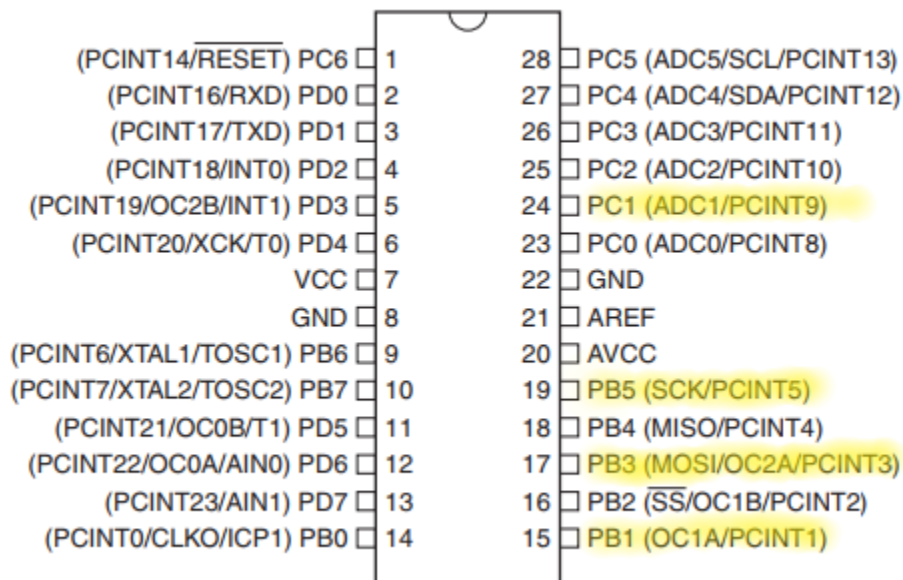 (PCINT14/RESET) PC6 1 28 PC5 (ADC5/SCL/PCINT13)
(PCINT16/RXD) PD0 2 27 PC4 (ADC4/SDA/PCINT12)
(PCINT17/TXD) PD1 3 26 PC3 (ADC3/PCINT11)
(PCINT18/INT0) PD2 4 25 PC2 (ADC2/PCINT10)
(PCINT19/OC2B/INT1) PD3 5 24 PC1 (ADC1/PCINT9)
(PCINT20/XCK/T0) PD4 6 23 PC0 (ADC0/PCINT8)
VCC 7 22 GND
GND 8 21 AREF
(PCINT6/XTAL1/TOSC1) PB6 9 20 AVCC
(PCINT7/XTAL2/TOSC2) PB7 10 19 PB5 (SCK/PCINT5)
(PCINT21/OC0B/T1) PD5 11 18 PB4 (MISO/PCINT4)
(PCINT22/OC0A/AIN0) PD6 12 17 PB3 (MOSI/OC2A/PCINT3)
(PCINT23/AIN1) PD7 13 16 PB2 (SS/OC1B/PCINT2)
(PCINT0/CLKO/ICP1) PB0 14 15 PB1 (OC1A/PCINT1)